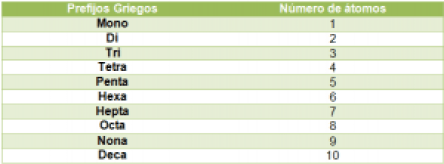 Prefijos Griegos Número de átomos
Mono 1
Di 2
Tri 3
Tetra 4
Penta 5
Hexa 6
Hepta 7
Octa 8
Nona 9
Deca 10